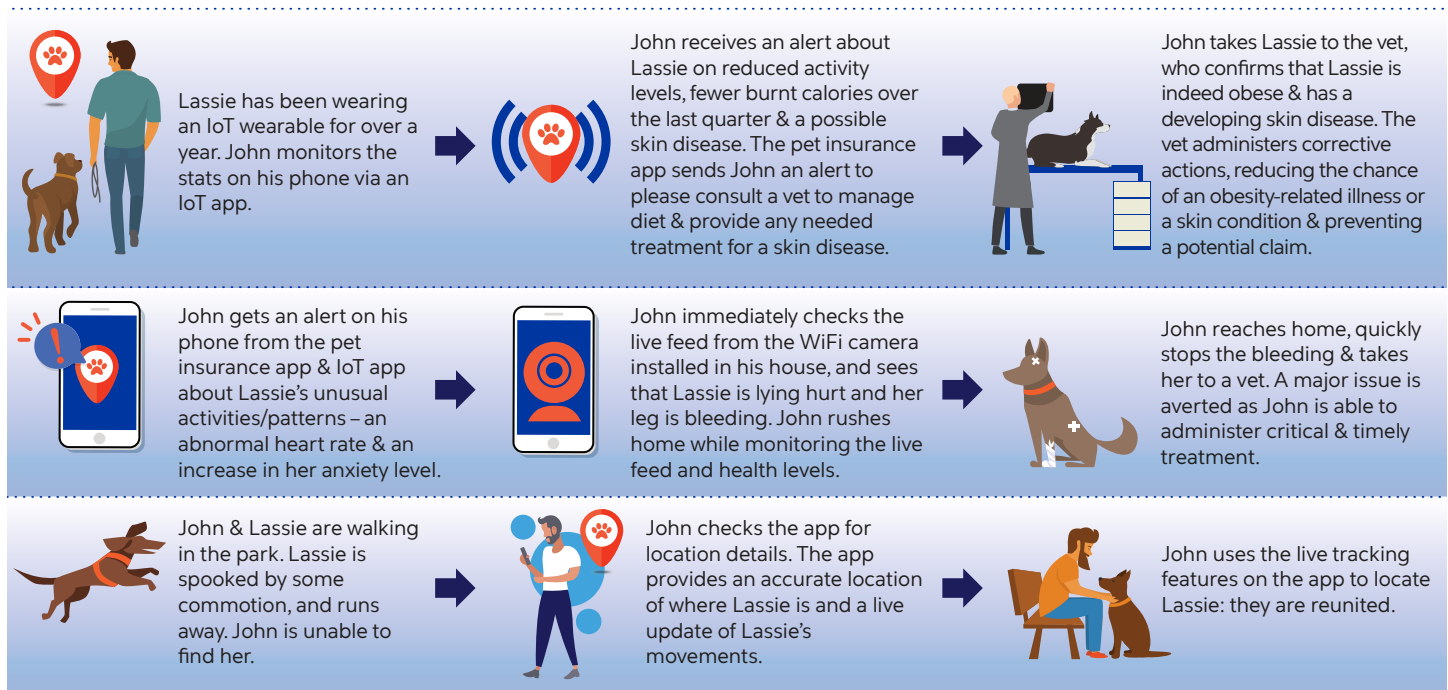 Lassie has been wearing
an IoT wearable for over a
year. John monitors the
stats on his phone via an
IoT app.
John receives an alert about
Lassie on reduced activity
levels, fewer burnt calories over
the last quarter & a possible
skin disease. The pet insurance
app sends John an alert to
please consult a vet to manage
diet & provide any needed
treatment for a skin disease.
John takes Lassie to the vet,
who confirms that Lassie is
indeed obese & has a
developing skin disease. The
vet administers corrective
actions, reducing the chance
of an obesity-related illness or
a skin condition & preventing
a potential claim.
John gets an alert on his
phone from the pet
insurance app & IoT app
about Lassie's unusual
activities/patterns – an
abnormal heart rate & an
increase in her anxiety level.
John immediately checks the
live feed from the WiFi camera
installed in his house, and sees
that Lassie is lying hurt and her
leg is bleeding. John rushes
home while monitoring the live
feed and health levels.
John reaches home, quickly
stops the bleeding & takes
her to a vet. A major issue is
averted as John is able to
administer critical & timely
treatment.
John & Lassie are walking
in the park. Lassie is
spooked by some
commotion, and runs
away. John is unable to
find her.
John checks the app for
location details. The app
provides an accurate location
of where Lassie is and a live
update of Lassie's
movements.
John uses the live tracking
features on the app to locate
Lassie: they are reunited.